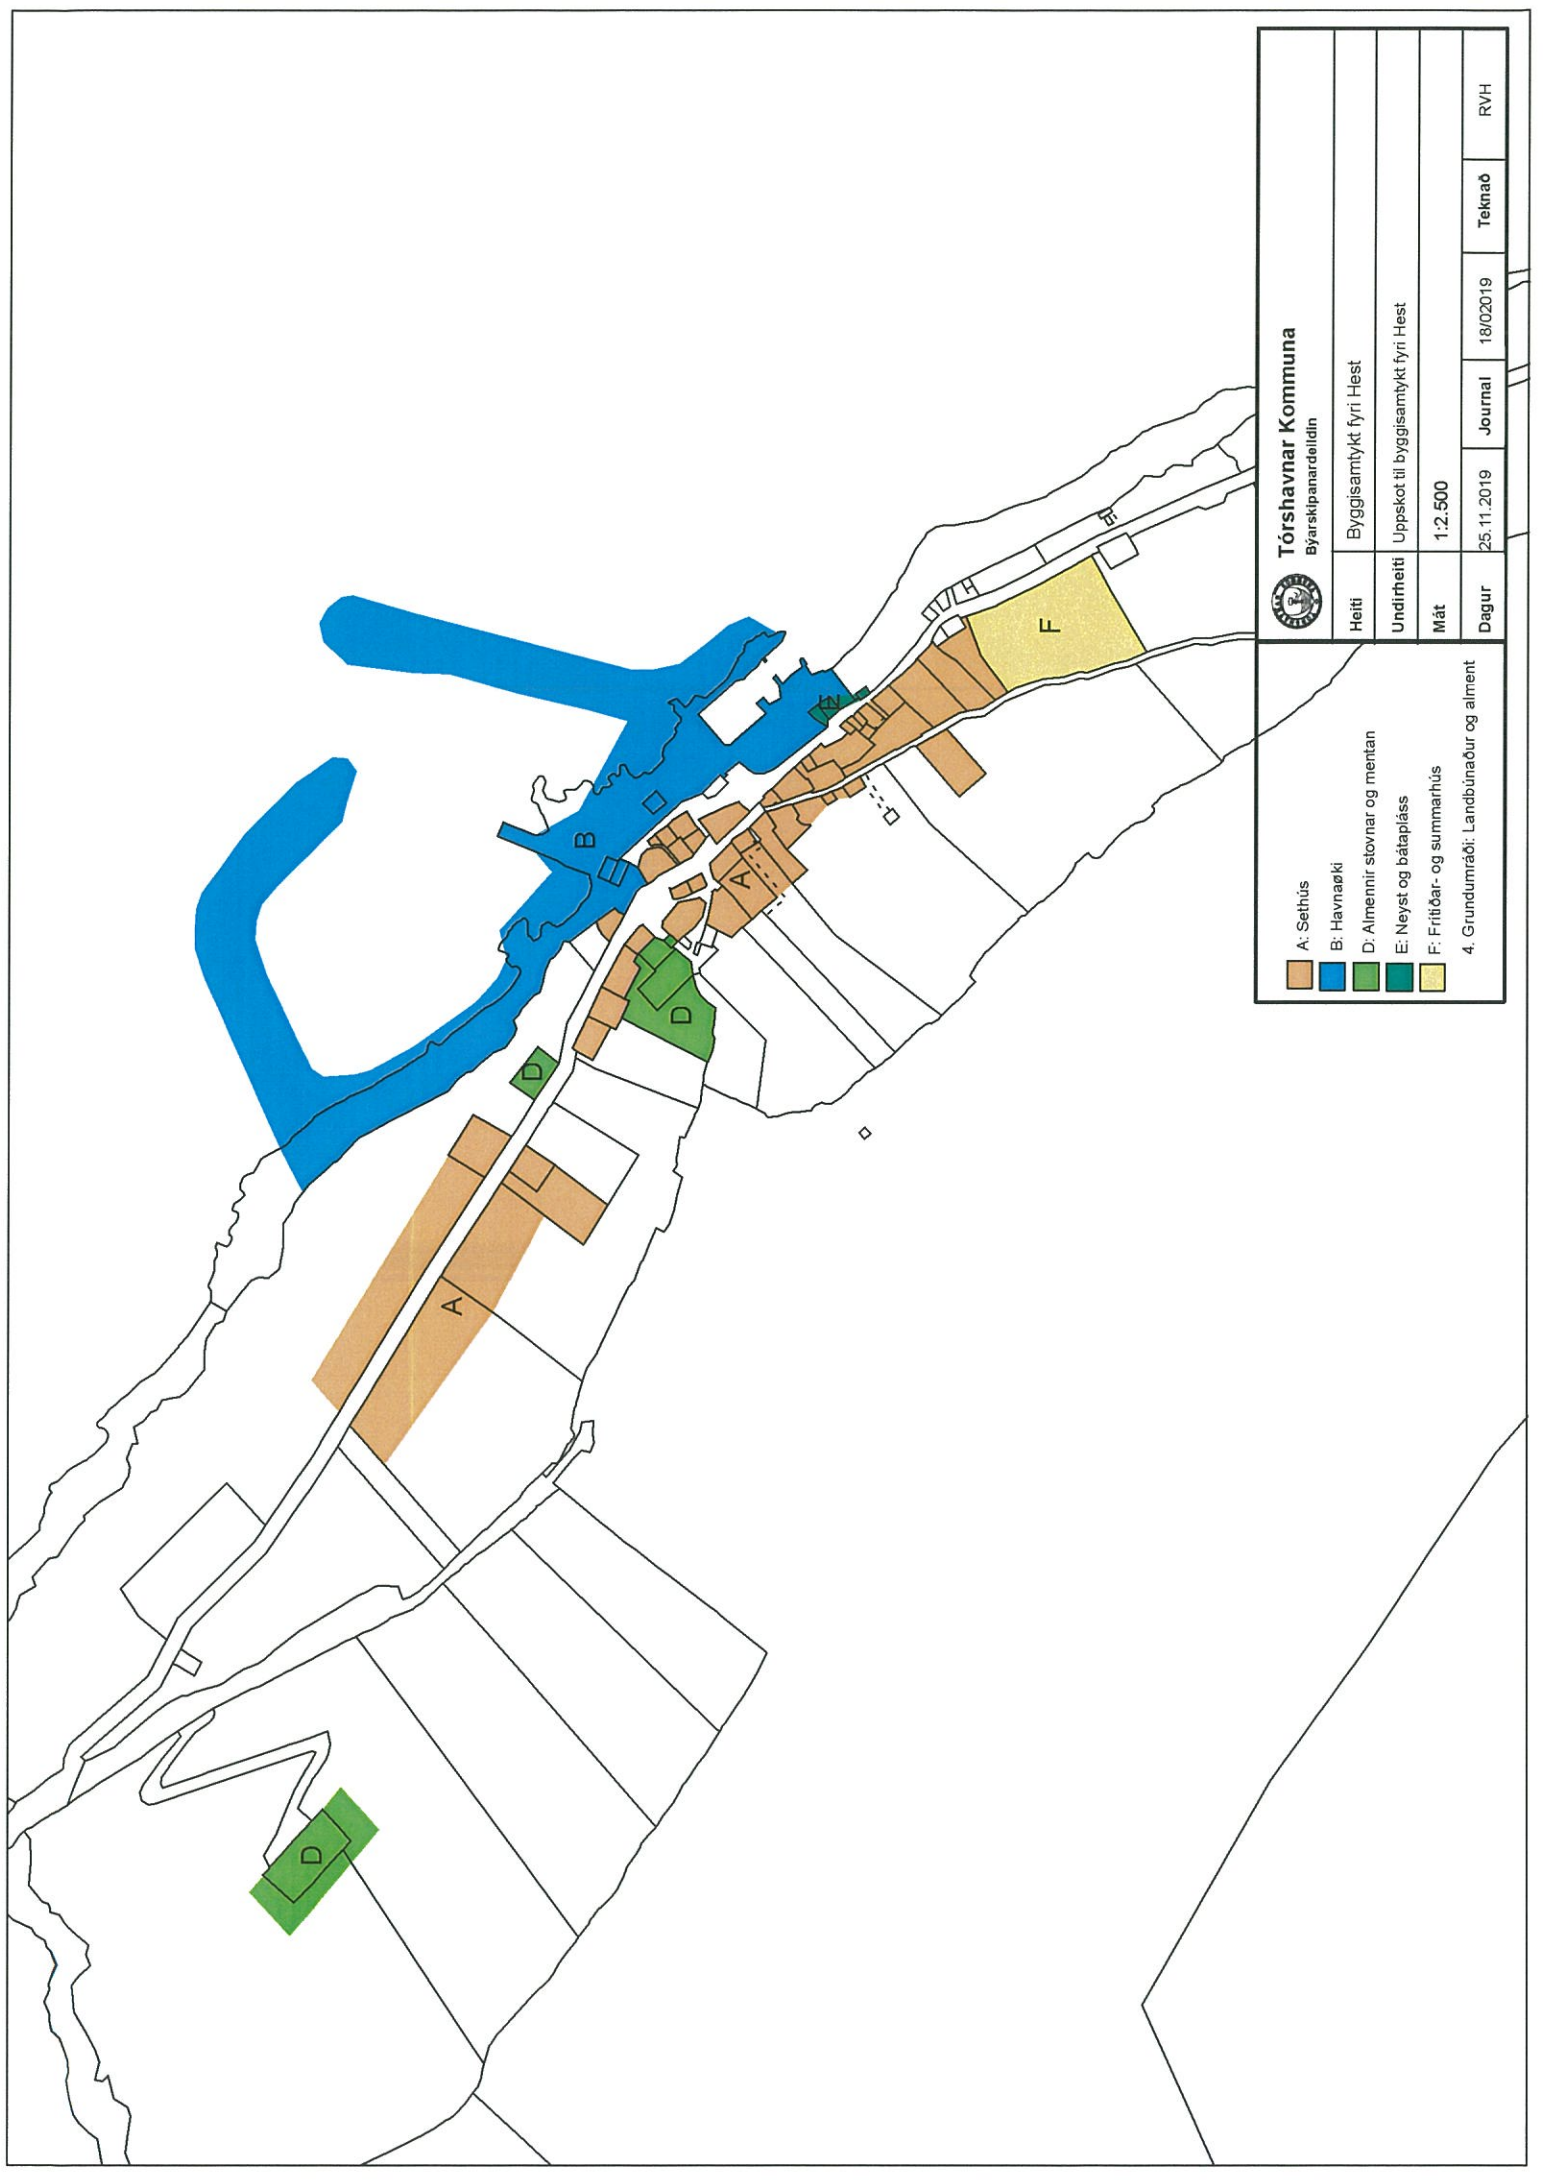 Tórshavnar Kommuna
Býarskipanardeildin
Heiti Byggisamtykt fyri Hest
Undirheiti Uppskot til byggisamtykt fyri Hest
Mát 1:2.500
Dagur 25.11.2019 Journal 18/02019 Teknað RVH
A: Sethús
B: Havnaøki
D: Almennir stovnar og mentan
E: Neyst og bátapláss
F: Frítíðar- og summarhús
4. Grundumráði: Landbúnaður og alment
D
A
D
D
B
A
E
F